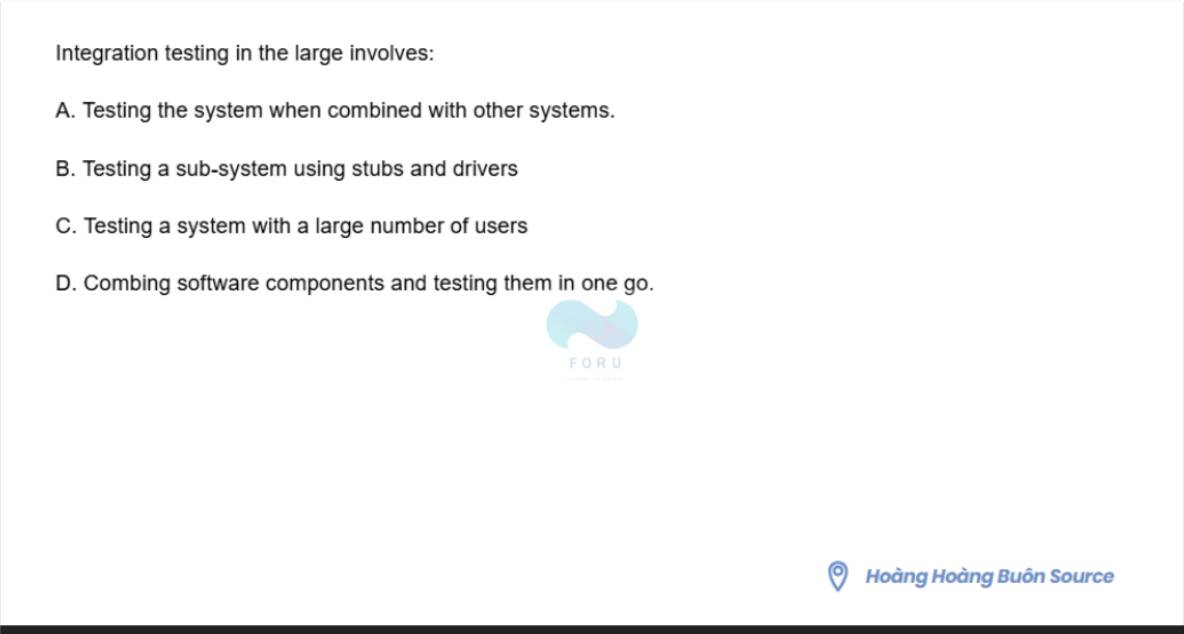 Integration testing in the large involves:
A. Testing the system when combined with other systems.
B. Testing a sub-system using stubs and drivers
C. Testing a system with a large number of users
D. Combing software components and testing them in one go.
FORU
Hoàng Hoàng Buôn Source